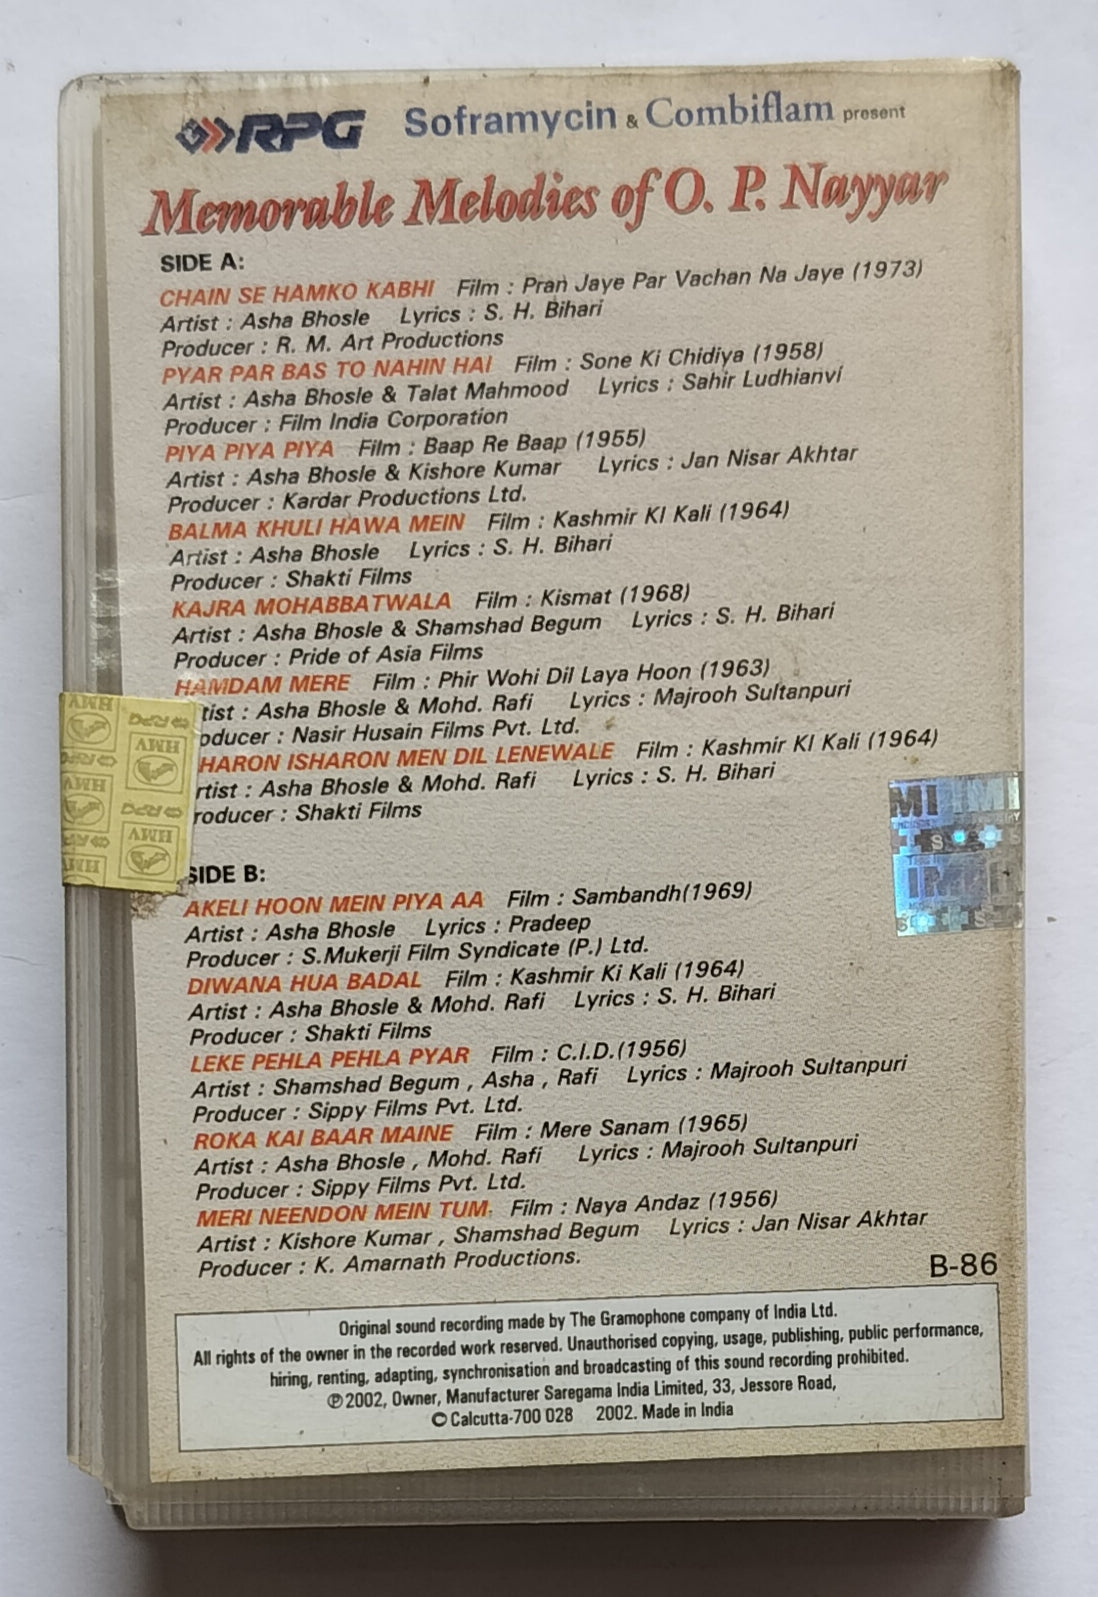 RPG Soframycin & Combiflam present
Memorable Melodies of O. P. Nayyar
SIDE A:
CHAIN SE HAMKO KABHI Film : Pran Jaye Par Vachan Na Jaye (1973)
Artist : Asha Bhosle Lyrics : S. H. Bihari
Producer : R. M. Art Productions
PYAR PAR BAS TO NAHIN HAI Film : Sone Ki Chidiya (1958)
Artist : Asha Bhosle & Talat Mahmood Lyrics : Sahir Ludhianvi
Producer : Film India Corporation
PIYA PIYA PIYA Film : Baap Re Baap (1955)
Artist : Asha Bhosle & Kishore Kumar Lyrics : Jan Nisar Akhtar
Producer : Kardar Productions Ltd.
BALMA KHULI HAWA MEIN Film : Kashmir KI Kali (1964)
Artist : Asha Bhosle Lyrics : S. H. Bihari
Producer : Shakti Films
KAJRA MOHABBATWALA Film : Kismat (1968)
Artist : Asha Bhosle & Shamshad Begum Lyrics : S. H. Bihari
Producer : Pride of Asia Films
HAMDAM MERE Film : Phir Wohi Dil Laya Hoon (1963)
tist : Asha Bhosle & Mohd. Rafi Lyrics : Majrooh Sultanpuri
oducer : Nasir Husain Films Pvt. Ltd.
HARON ISHARON MEN DIL LENEWALE Film : Kashmir KI Kali (1964)
rtist : Asha Bhosle & Mohd. Rafi Lyrics : S. H. Bihari
roducer : Shakti Films
HMV RPG
SIDE B:
AKELI HOON MEIN PIYA AA Film : Sambandh(1969)
Artist : Asha Bhosle Lyrics : Pradeep
Producer : S.Mukerji Film Syndicate (P.) Ltd.
DIWANA HUA BADAL Film : Kashmir Ki Kali (1964)
Artist : Asha Bhosle & Mohd. Rafi Lyrics : S. H. Bihari
Producer : Shakti Films
LEKE PEHLA PEHLA PYAR Film : C.I.D.(1956)
Artist : Shamshad Begum , Asha , Rafi Lyrics : Majrooh Sultanpuri
Producer : Sippy Films Pvt. Ltd.
ROKA KAI BAAR MAINE Film : Mere Sanam (1965)
Artist : Asha Bhosle , Mohd. Rafi Lyrics : Majrooh Sultanpuri
Producer : Sippy Films Pvt. Ltd.
MERI NEENDON MEIN TUM. Film : Naya Andaz (1956)
Artist : Kishore Kumar , Shamshad Begum Lyrics : Jan Nisar Akhtar
Producer : K. Amarnath Productions.
B-86
Original sound recording made by The Gramophone company of India Ltd.
All rights of the owner in the recorded work reserved. Unauthorised copying, usage, publishing, public performance,
hiring, renting, adapting, synchronisation and broadcasting of this sound recording prohibited.
℗2002, Owner, Manufacturer Saregama India Limited, 33, Jessore Road,
© Calcutta-700 028 2002. Made in India